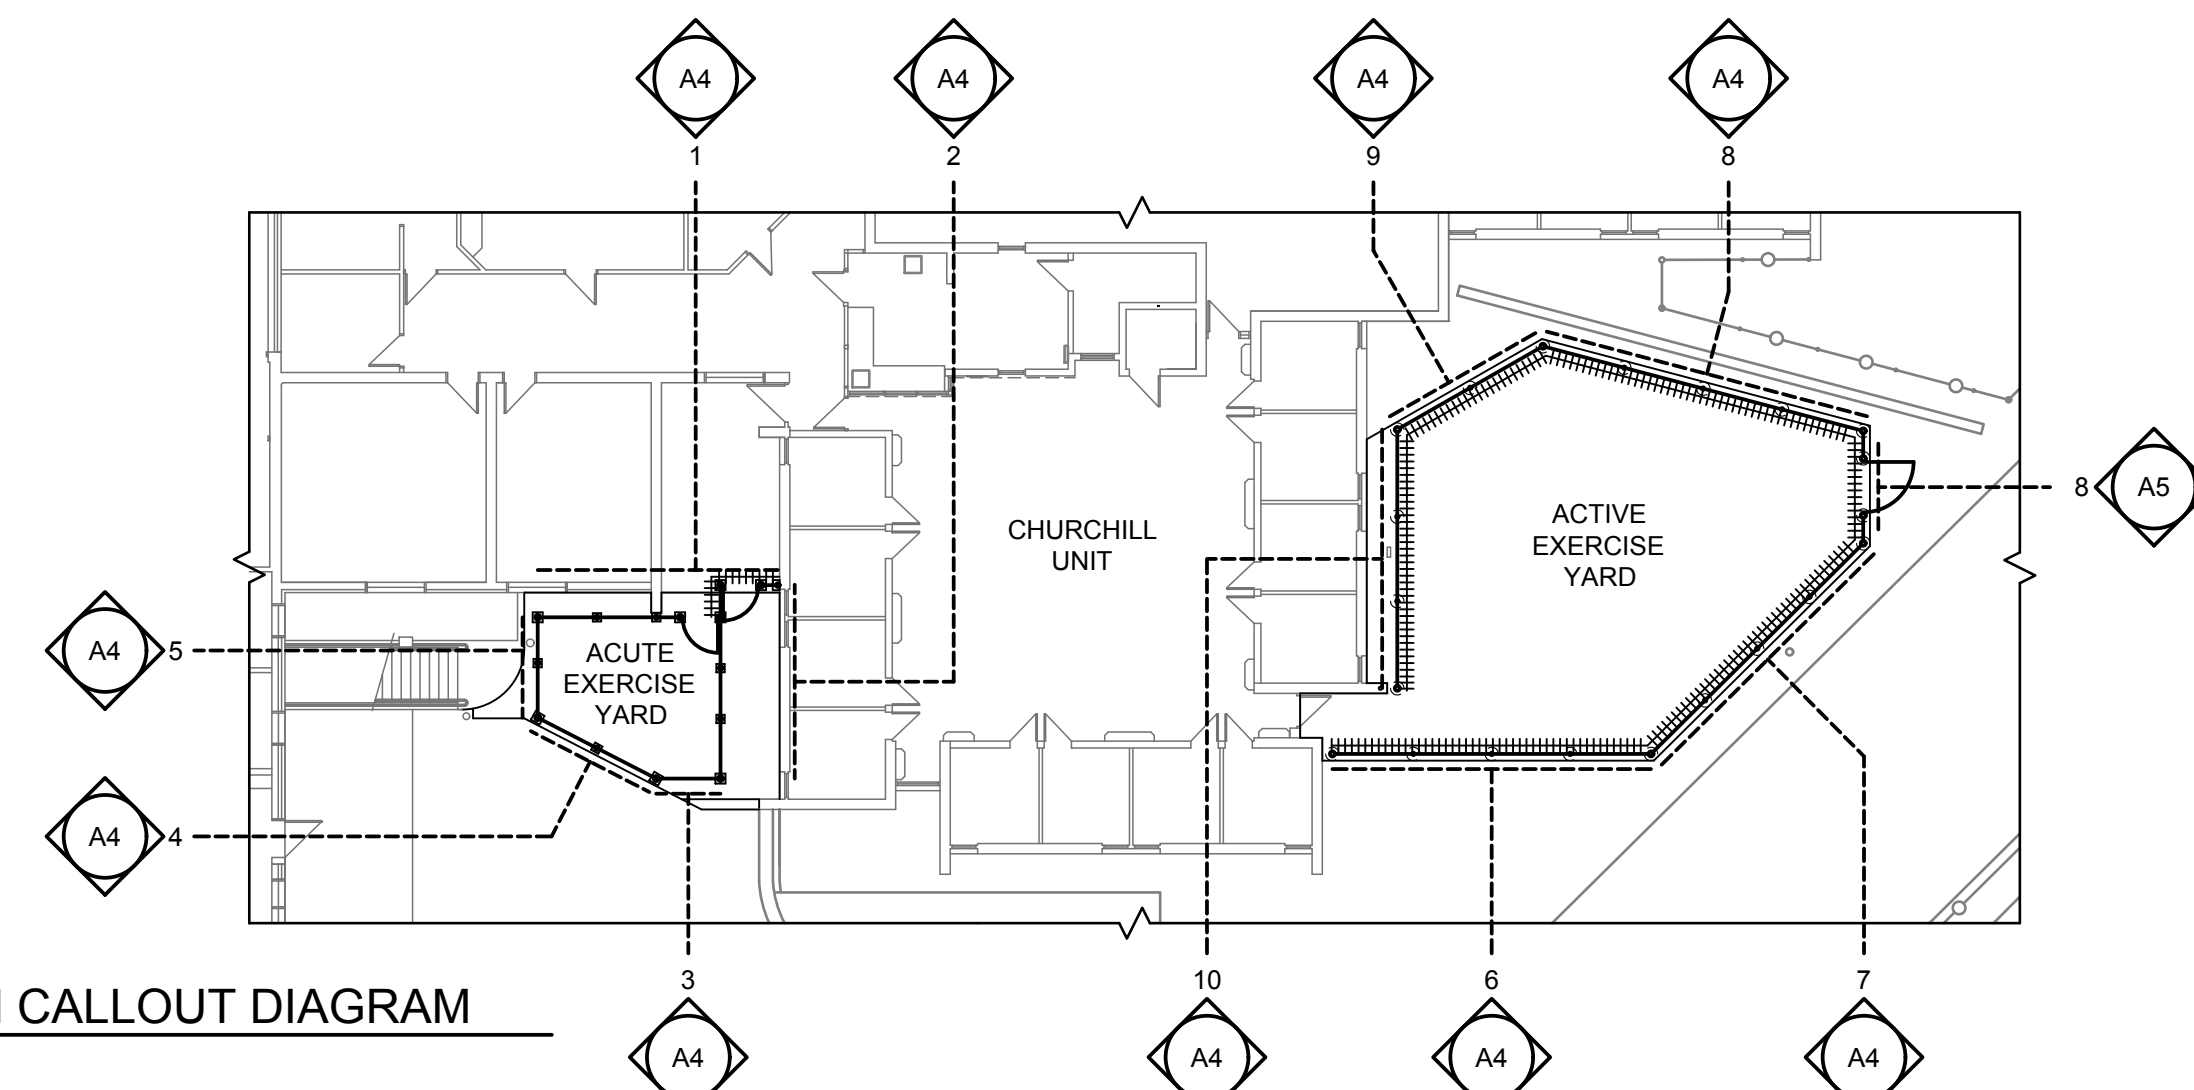 A4
A4
A4
A4
1
2
9
8
CHURCHILL
UNIT
ACTIVE
EXERCISE
YARD
8
A5
A4
5
ACUTE
EXERCISE
YARD
A4
4
3
10
6
7
CALLOUT DIAGRAM
A4
A4
A4
A4